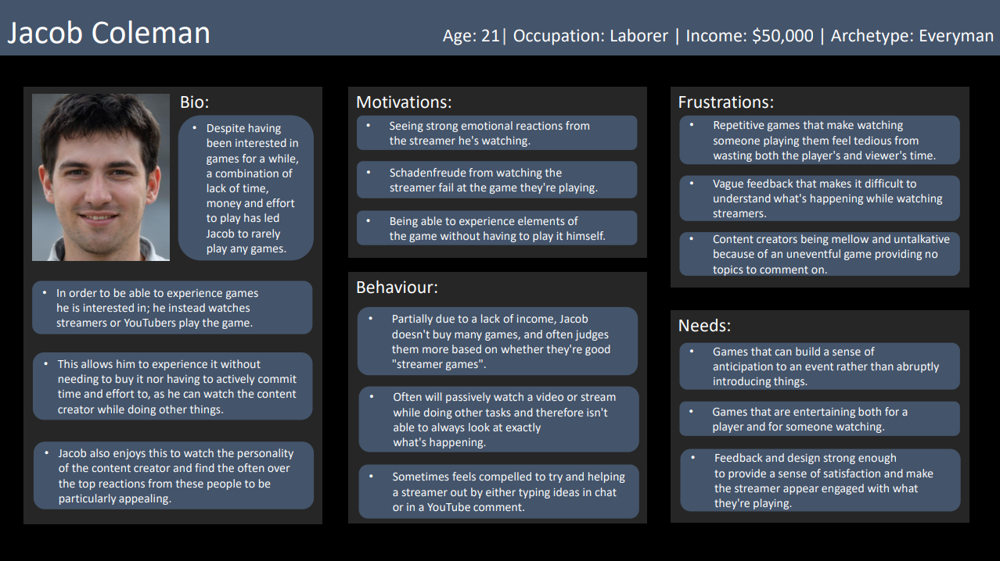 Jacob Coleman
Age: 21| Occupation: Laborer | Income: $50,000 | Archetype: Everyman
Bio:
• Despite having
been interested in
games for a while,
a combination of
lack of time,
money and effort
to play has led
Jacob to rarely
play any games.
• In order to be able to experience games
he is interested in; he instead watches
streamers or YouTubers play the game.
• This allows him to experience it without
needing to buy it nor having to actively commit
time and effort to, as he can watch the content
creator while doing other things.
• Jacob also enjoys this to watch the personality
of the content creator and find the often over
the top reactions from these people to be
particularly appealing.
Motivations:
• Seeing strong emotional reactions from
the streamer he's watching.
• Schadenfreude from watching the
streamer fail at the game they're playing.
• Being able to experience elements of
the game without having to play it himself.
Behaviour:
• Partially due to a lack of income, Jacob
doesn't buy many games, and often judges
them more based on whether they're good
"streamer games".
• Often will passively watch a video or stream
while doing other tasks and therefore isn't
able to always look at exactly
what's happening.
• Sometimes feels compelled to try and helping
a streamer out by either typing ideas in chat
or in a YouTube comment.
Frustrations:
• Repetitive games that make watching
someone playing them feel tedious from
wasting both the player's and viewer's time.
• Vague feedback that makes it difficult to
understand what's happening while watching
streamers.
• Content creators being mellow and untalkative
because of an uneventful game providing no
topics to comment on.
Needs:
• Games that can build a sense of
anticipation to an event rather than abruptly
introducing things.
• Games that are entertaining both for a
player and for someone watching.
• Feedback and design strong enough
to provide a sense of satisfaction and make
the streamer appear engaged with what
they're playing.